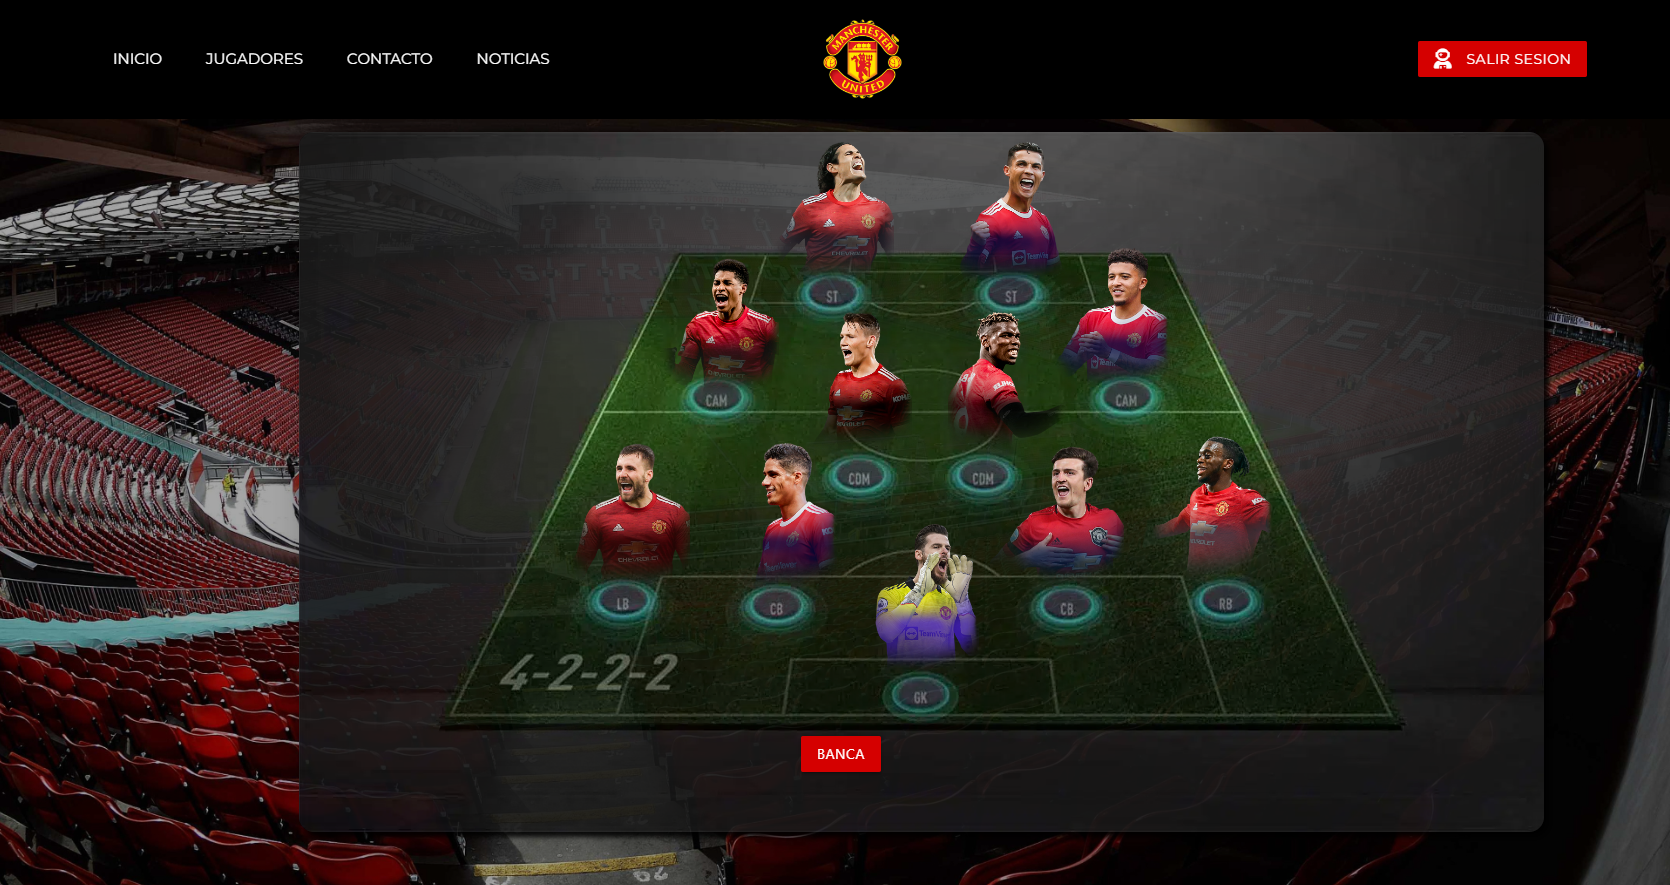 INICIO JUGADORES CONTACTO NOTICIAS
MANCHESTER
UNITED
SALIR SESION
ST ST
CAM CAM
CDM CDM
LB CB CB RB
4-2-2-2
GK
BANCA